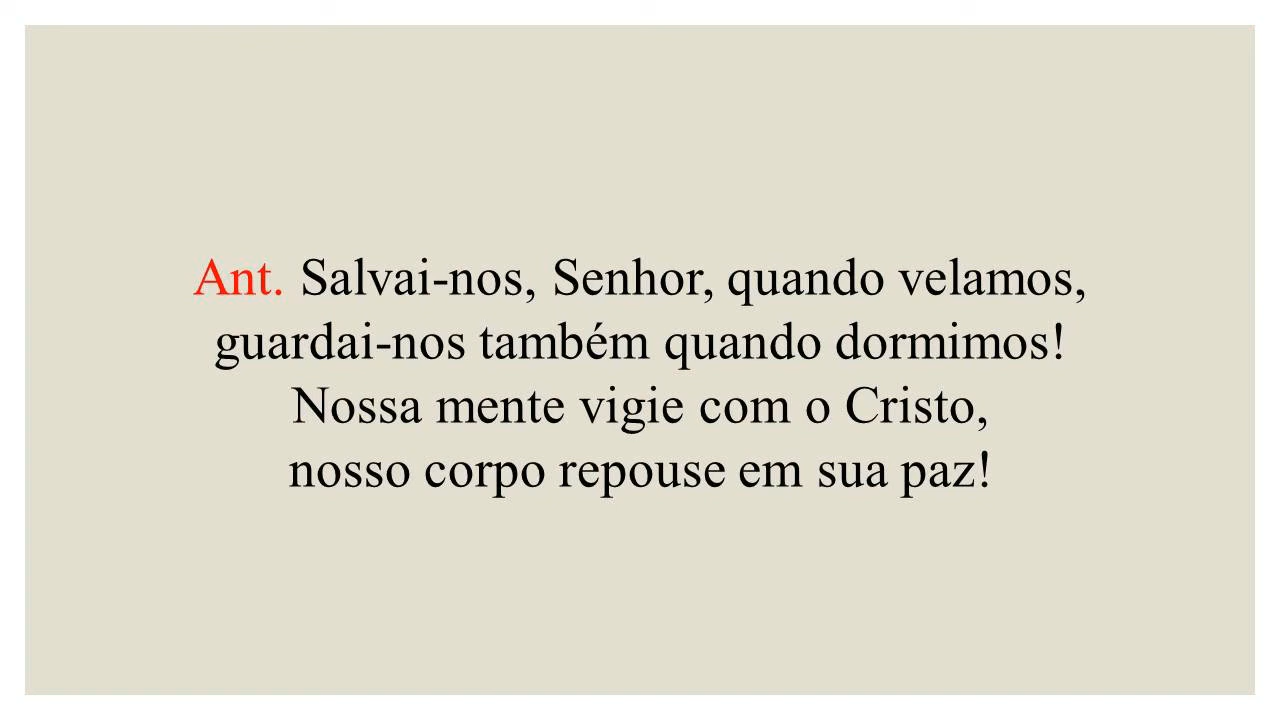 Ant. Salvai-nos, Senhor, quando velamos,
guardai-nos também quando dormimos!
Nossa mente vigie com o Cristo,
nosso corpo repouse em sua paz!